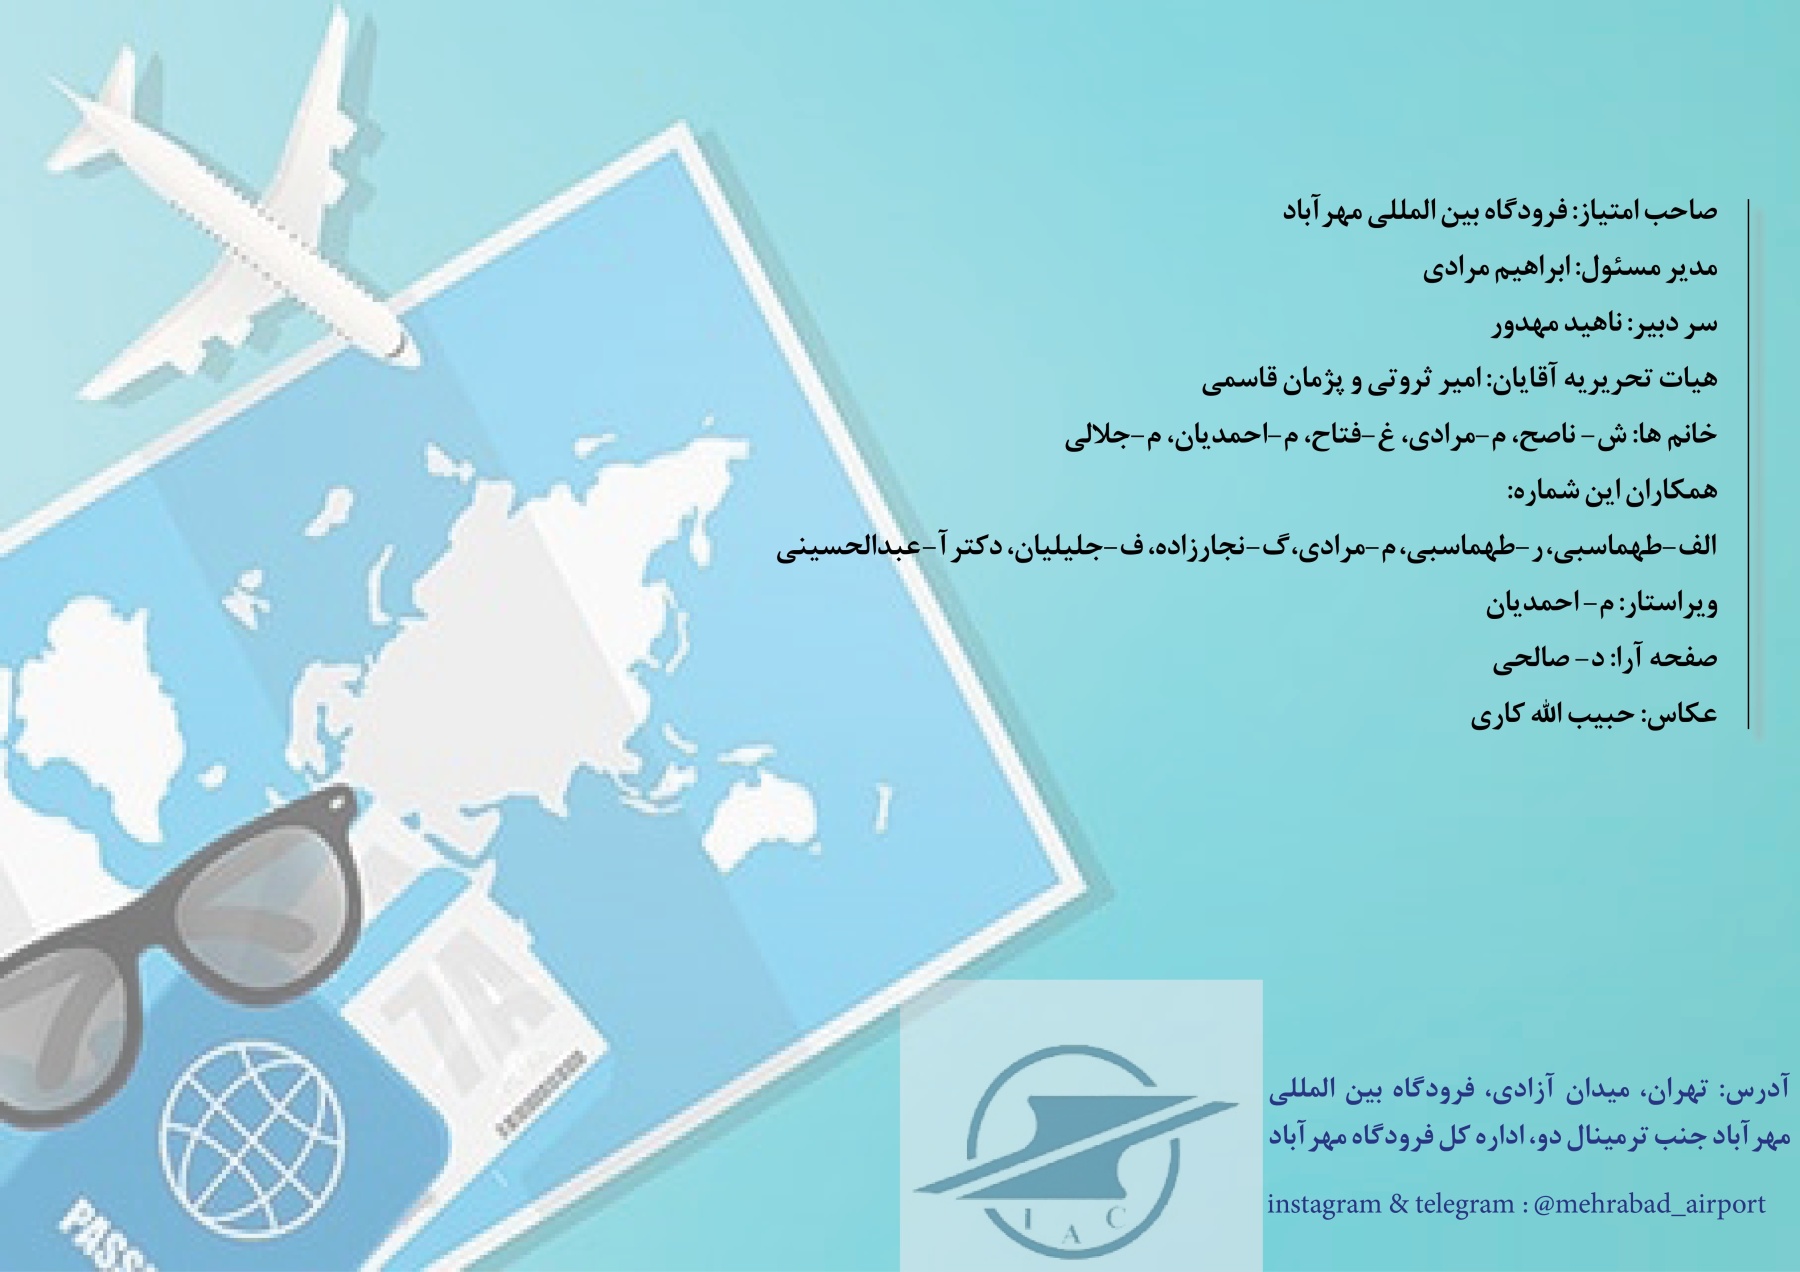 صاحب امتیاز: فرودگاه بین المللی مهرآباد
مدیر مسئول: ابراهیم مرادی
سر دبیر: ناهید مهدور
هیات تحریریه آقایان: امیر ثروتی و پژمان قاسمی
خانم ها: ش- ناصح، م-مرادی، غ-فتاح، م-احمدیان، م-جلالی
همکاران این شماره:
الف-طهماسبی، ر-طهماسبی، م-مرادی، گ-نجارزاده، ف-جلیلیان، دکتر آ-عبدالحسینی
ویراستار: م- احمدیان
صفحه آرا: د- صالحی
عکاس: حبیب الله کاری
آدرس: تهران، میدان آزادی، فرودگاه بین المللی
مهرآباد جنب ترمینال دو، اداره کل فرودگاه مهرآباد
instagram & telegram : @mehrabad_airport
I A C
7A